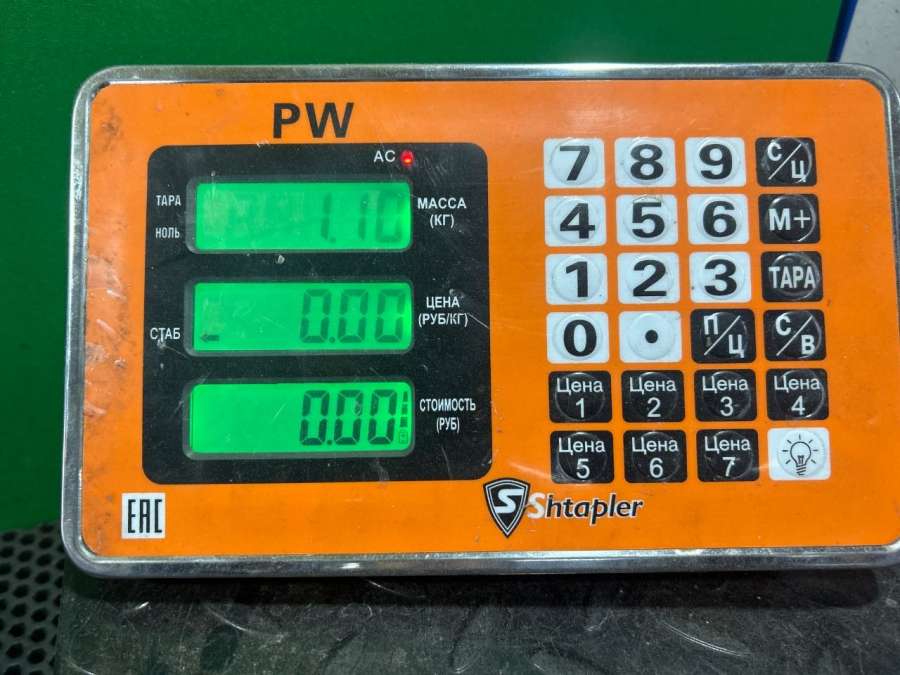 PW
AC
ТАРА
НОЛЬ
1.10
МАССА
(КГ)
СТАБ
0.00
ЦЕНА
(РУБ/КГ)
0.00
СТОИМОСТЬ
(РУБ)
7 8 9 С/Ц
4 5 6 M+
1 2 3 ТАРА
0 • П/Ц С/В
Цена 1 Цена 2 Цена 3 Цена 4
Цена 5 Цена 6 Цена 7
EAC
S Shtapler